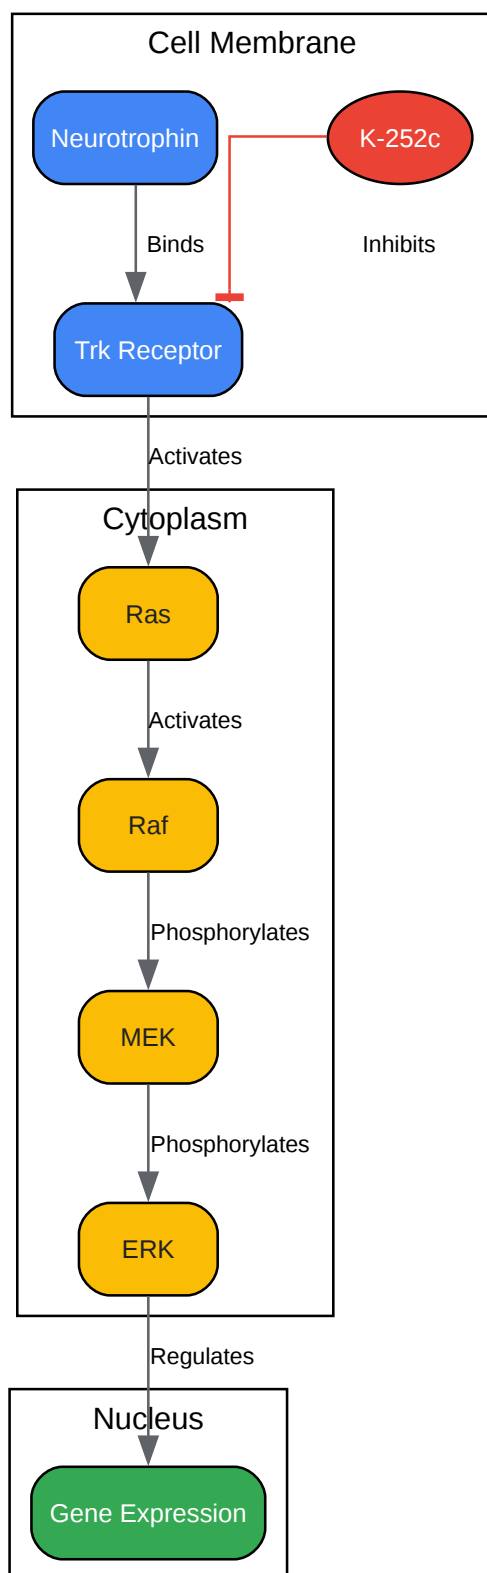 Cell Membrane
Neurotrophin
K-252c
Binds
Inhibits
Trk Receptor
Activates
Cytoplasm
Ras
Activates
Raf
Phosphorylates
MEK
Phosphorylates
ERK
Regulates
Nucleus
Gene Expression